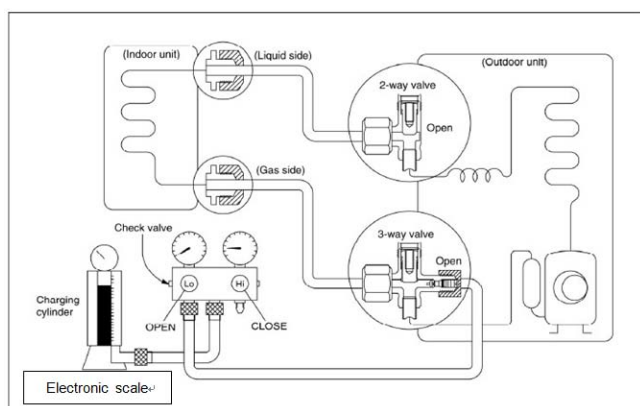 (Indoor unit)
(Liquid side)
(Outdoor unit)
2-way valve
Open
(Gas side)
3-way valve
Open
Check valve
Lo
Hi
Charging
cylinder
OPEN
CLOSE
Electronic scale